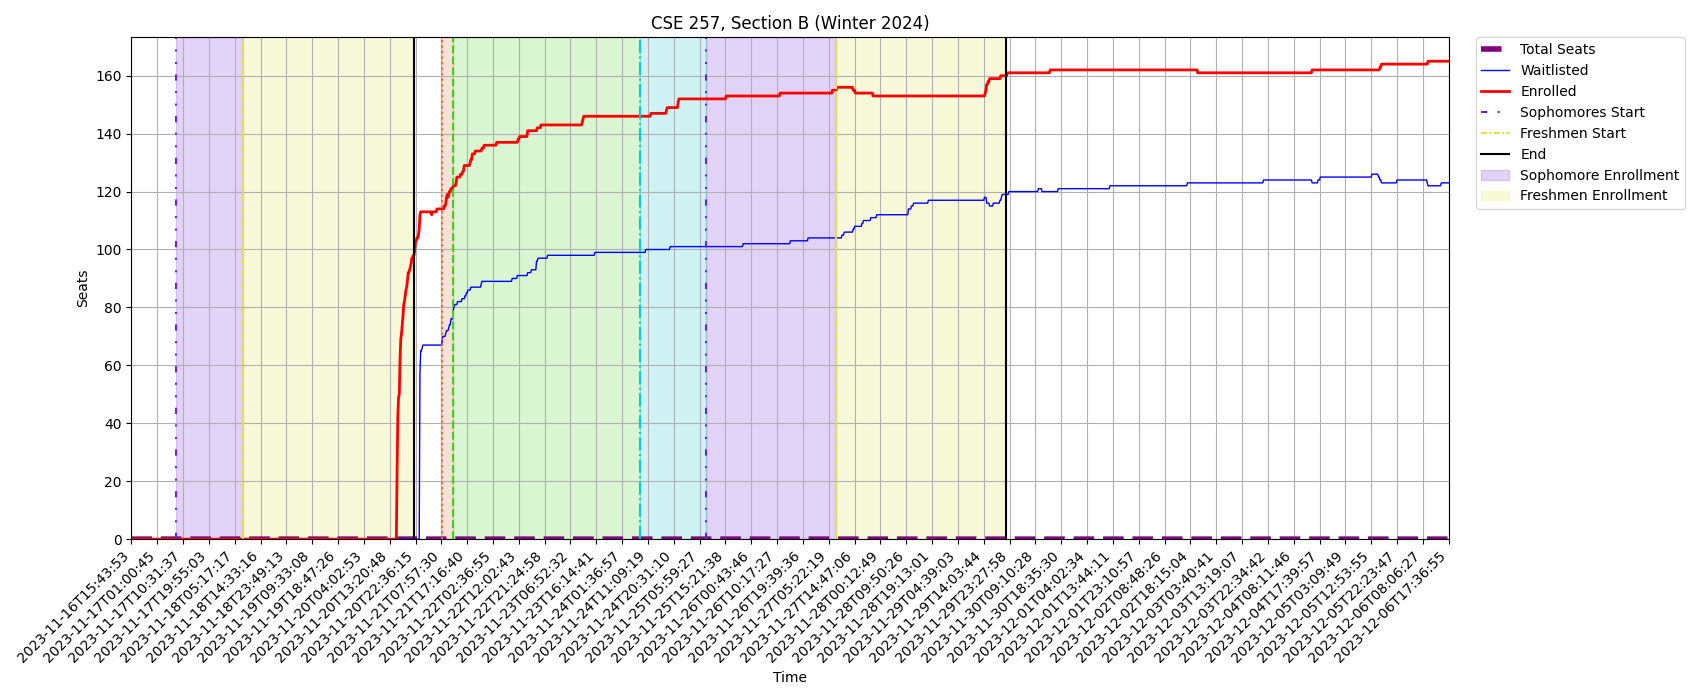 CSE 257, Section B (Winter 2024)
Total Seats
Waitlisted
Enrolled
Sophomores Start
Freshmen Start
End
Sophomore Enrollment
Freshmen Enrollment
Seats
160
140
120
100
80
60
40
20
0
2023-11-16T15:43:53
2023-11-17T01:00:45
2023-11-17T10:31:37
2023-11-17T19:55:03
2023-11-18T05:17:17
2023-11-18T14:33:16
2023-11-18T23:49:13
2023-11-19T09:33:08
2023-11-19T18:47:26
2023-11-20T04:02:53
2023-11-20T13:20:48
2023-11-20T22:36:15
2023-11-21T07:57:30
2023-11-21T17:16:40
2023-11-22T02:36:55
2023-11-22T12:02:43
2023-11-22T21:24:58
2023-11-23T06:52:32
2023-11-23T16:14:41
2023-11-24T01:36:57
2023-11-24T11:09:19
2023-11-24T20:31:10
2023-11-25T05:59:27
2023-11-25T15:21:38
2023-11-26T00:43:46
2023-11-26T10:17:27
2023-11-26T19:39:36
2023-11-27T05:22:19
2023-11-27T14:47:06
2023-11-28T00:12:49
2023-11-28T09:50:26
2023-11-28T19:13:01
2023-11-29T04:39:03
2023-11-29T14:03:44
2023-11-29T23:27:58
2023-11-30T09:10:28
2023-11-30T18:35:30
2023-12-01T04:02:34
2023-12-01T13:44:11
2023-12-01T23:10:57
2023-12-02T08:48:26
2023-12-02T18:15:04
2023-12-03T03:40:41
2023-12-03T13:19:07
2023-12-03T22:34:42
2023-12-04T08:11:46
2023-12-04T17:39:57
2023-12-05T03:09:49
2023-12-05T12:53:55
2023-12-05T22:23:47
2023-12-06T08:06:27
2023-12-06T17:36:55
Time